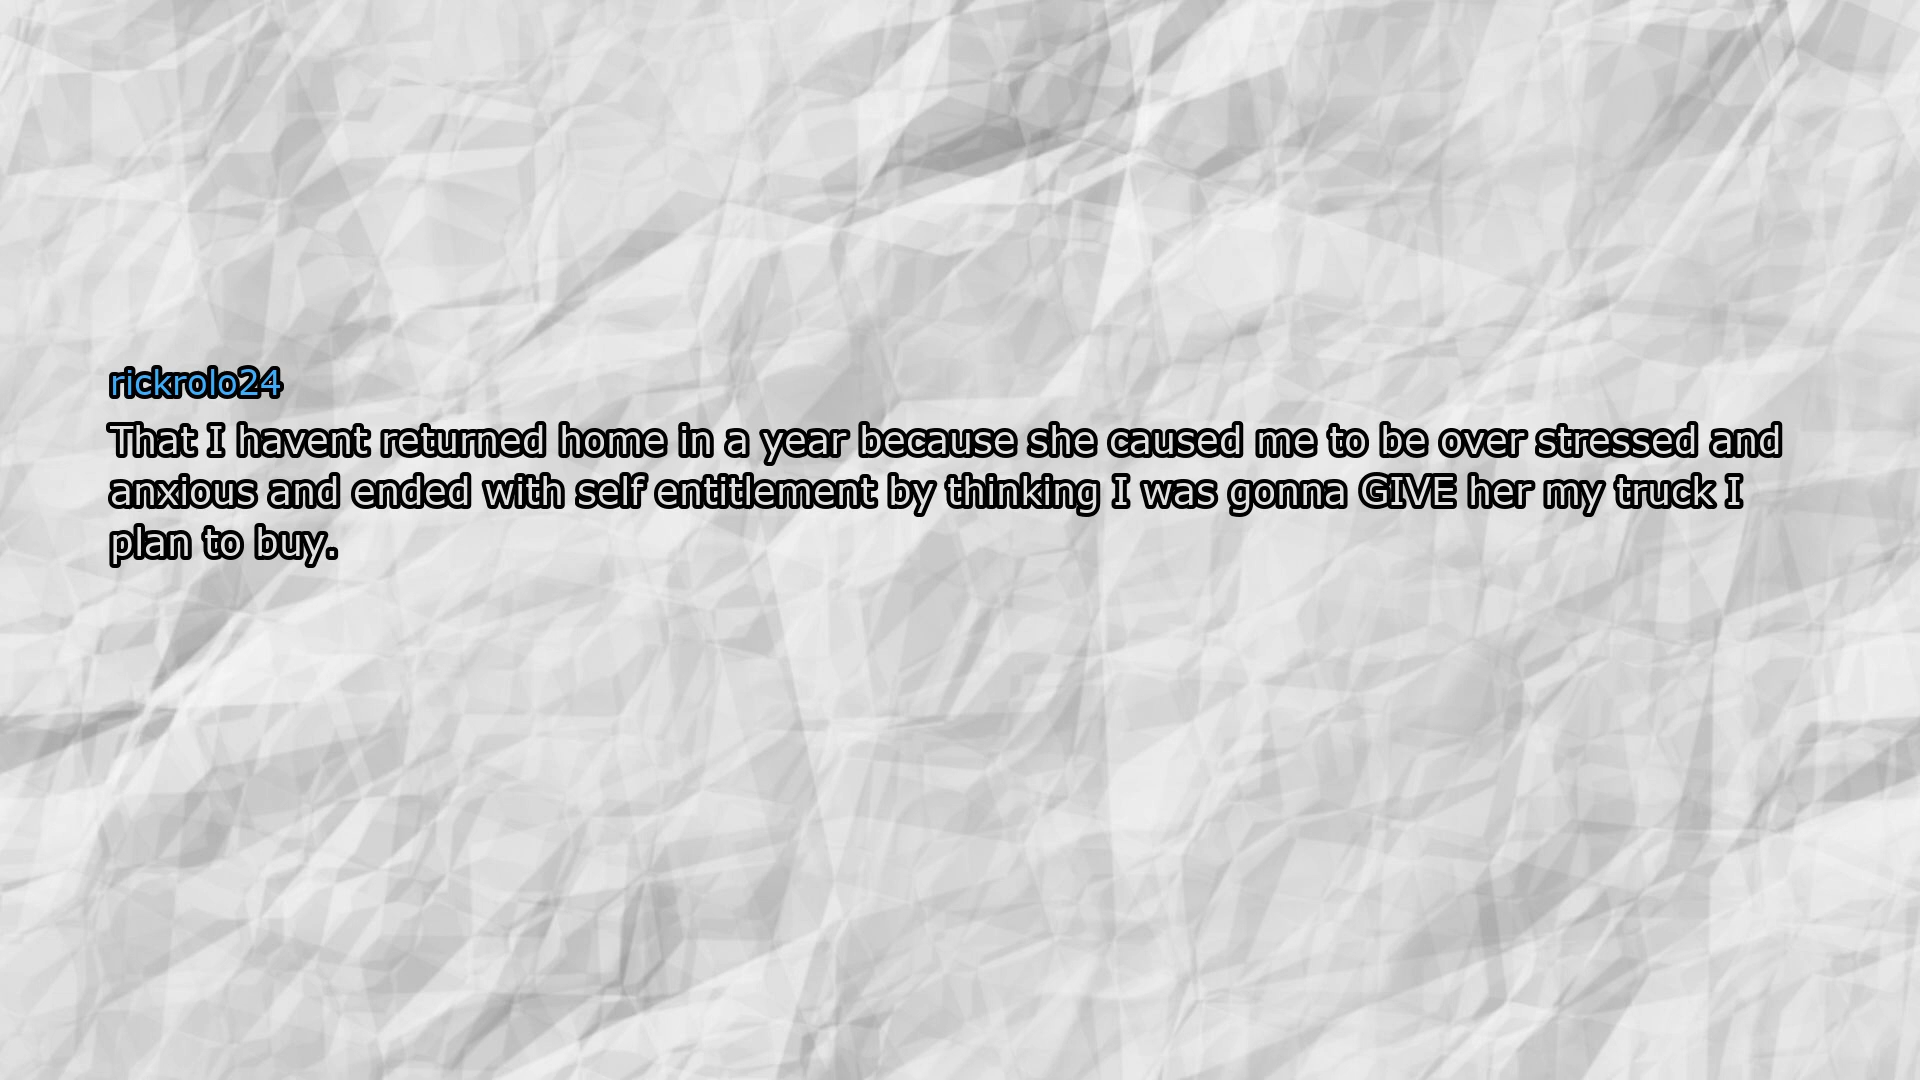 rickrolo24
That I havent returned home in a year because she caused me to be over stressed and
anxious and ended with self entitlement by thinking I was gonna GIVE her my truck I
plan to buy.